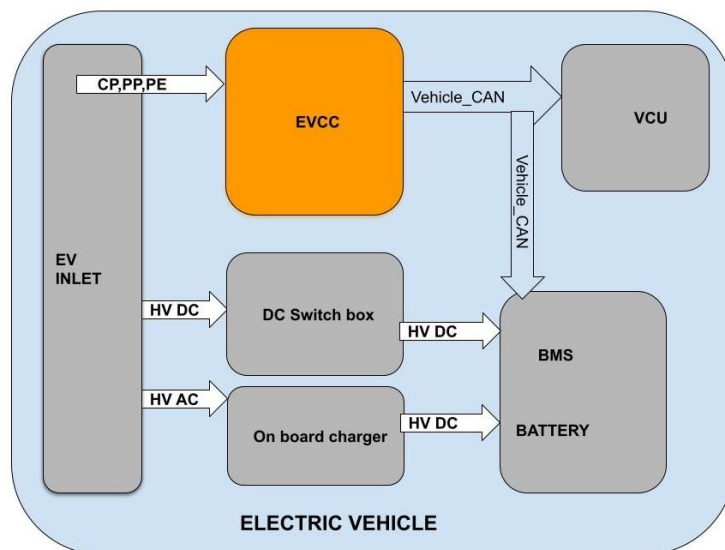 CP,PP,PE
EVCC
Vehicle_CAN
VCU
Vehicle_CAN
EV
INLET
HV DC
DC Switch box
HV DC
BMS
HV AC
On board charger
HV DC
BATTERY
ELECTRIC VEHICLE